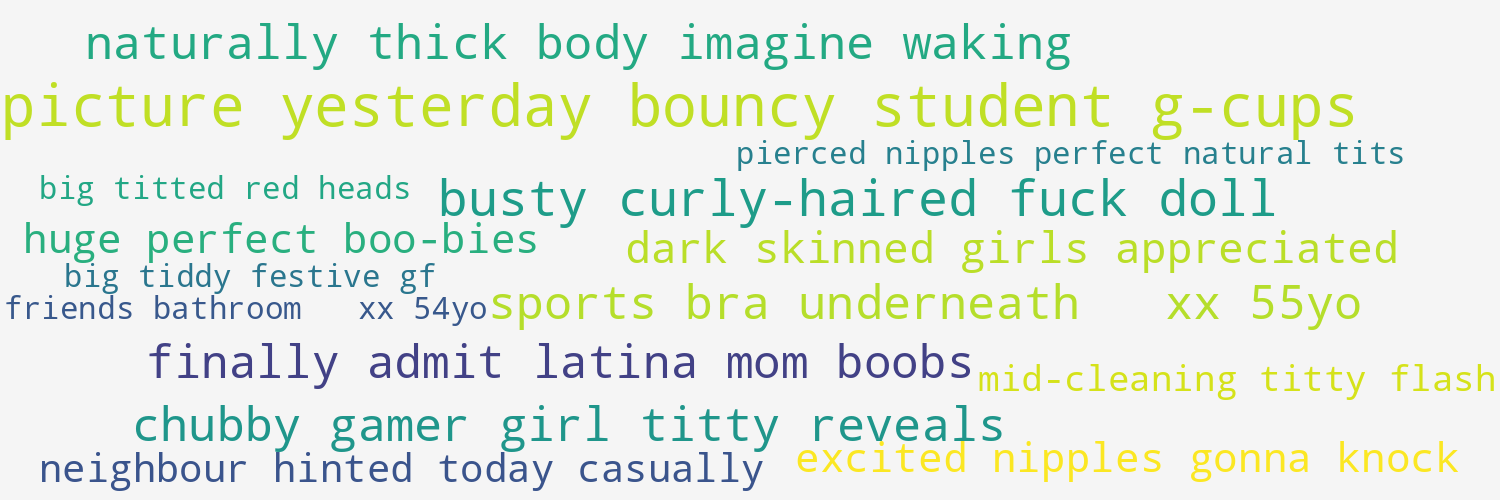 naturally thick body imagine waking
picture yesterday bouncy student g-cups
pierced nipples perfect natural tits
big titted red heads
busty curly-haired fuck doll
huge perfect boo-bies
dark skinned girls appreciated
big tiddy festive gf
friends bathroom xx 54yo
sports bra underneath xx 55yo
finally admit latina mom boobs
mid-cleaning titty flash
chubby gamer girl titty reveals
excited nipples gonna knock
neighbour hinted today casually